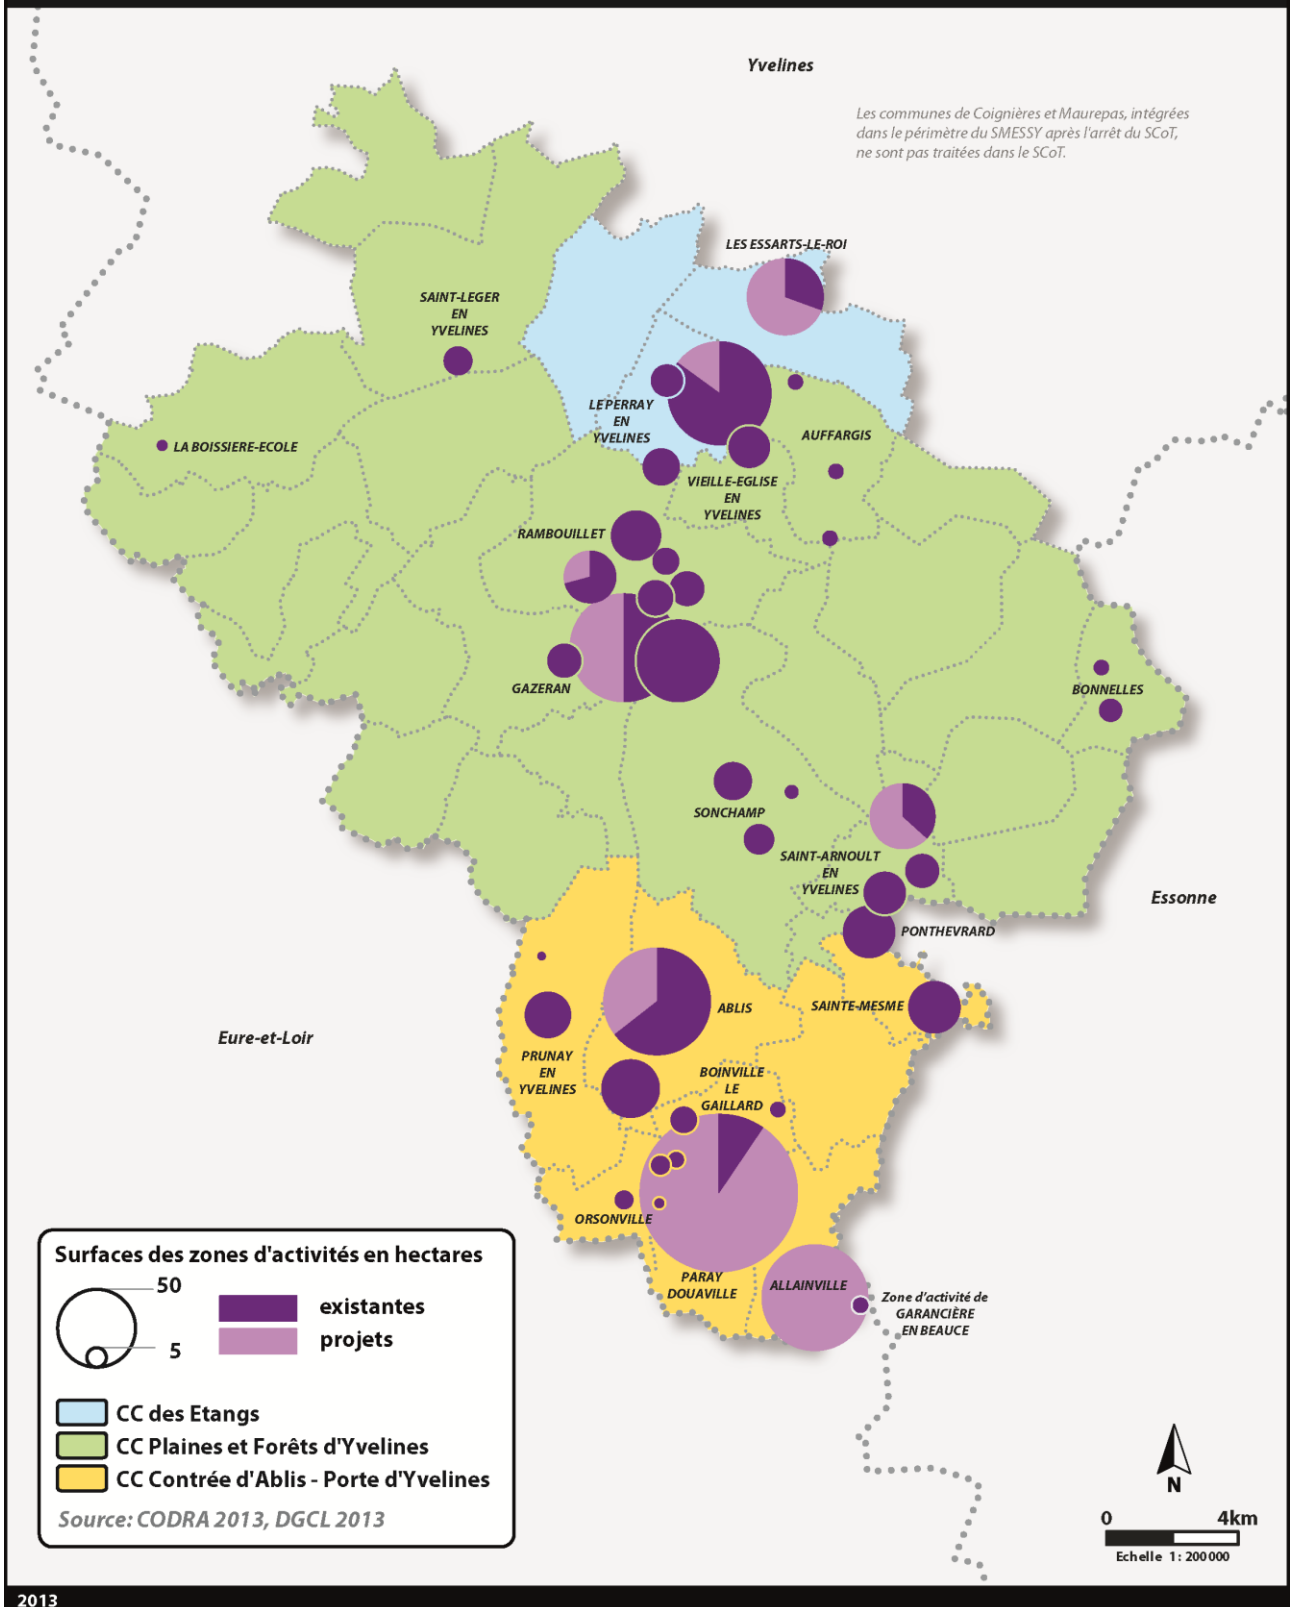 Yvelines
Les communes de Coignières et Maurepas, intégrées
dans le périmètre du SMESSY après l'arrêt du SCoT,
ne sont pas traitées dans le SCoT.
LES ESSARTS-LE-ROI
SAINT-LEGER
EN
YVELINES
LE PERRAY
EN
YVELINES
AUFFARGIS
LA BOISSIERE-ECOLE
VIEILLE-EGLISE
EN
YVELINES
RAMBOUILLET
GAZERAN
BONNELLES
SONCHAMP
SAINT-ARNOULT
EN
YVELINES
Essonne
PONTHEVRARD
ABLIS
SAINTE-MESME
Eure-et-Loir
PRUNAY
EN
YVELINES
BOINVILLE
LE
GAILLARD
ORSONVILLE
PARAY
DOUAVILLE
ALLAINVILLE
Zone d'activité de
GARANCIÈRE
EN BEAUCE
Surfaces des zones d'activités en hectares
50
5
existantes
projets
CC des Etangs
CC Plaines et Forêts d'Yvelines
CC Contrée d'Ablis - Porte d'Yvelines
Source: CODRA 2013, DGCL 2013
N
0 4km
Echelle 1 : 200 000
2013